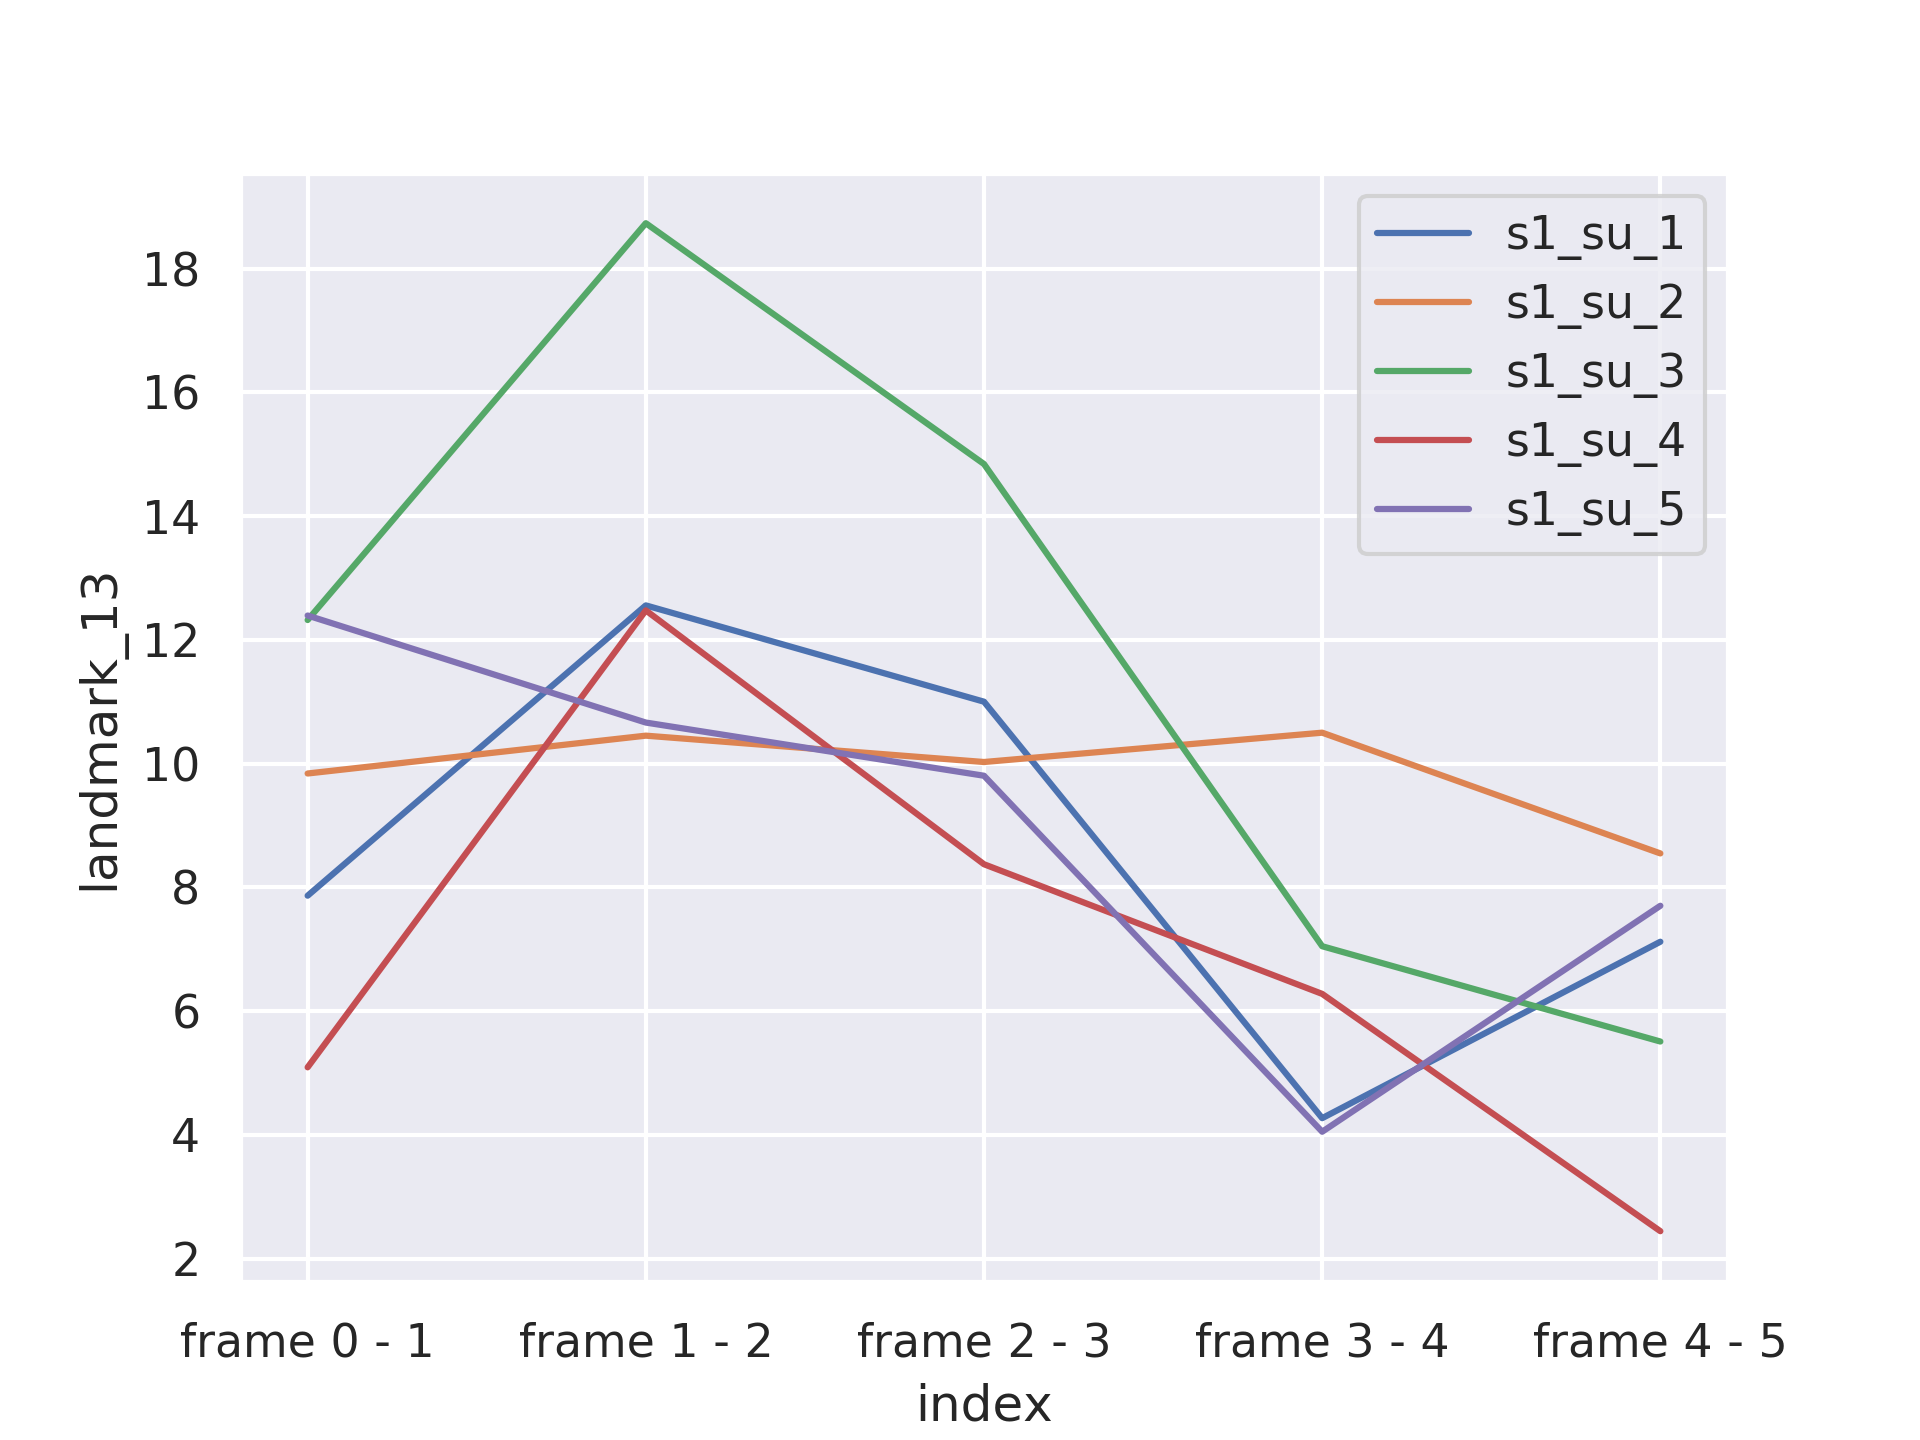 s1_su_1
s1_su_2
s1_su_3
s1_su_4
s1_su_5
18
16
14
12
10
8
6
4
2
landmark_13
frame 0 - 1 frame 1 - 2 frame 2 - 3 frame 3 - 4 frame 4 - 5
index